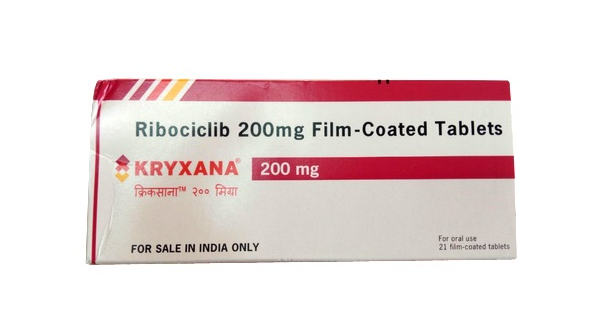 Ribociclib 200mg Film-Coated Tablets
KRYXANA® 200 mg
क्रिकसाना™ २०० मिग्रा
FOR SALE IN INDIA ONLY
For oral use
21 film-coated tablets